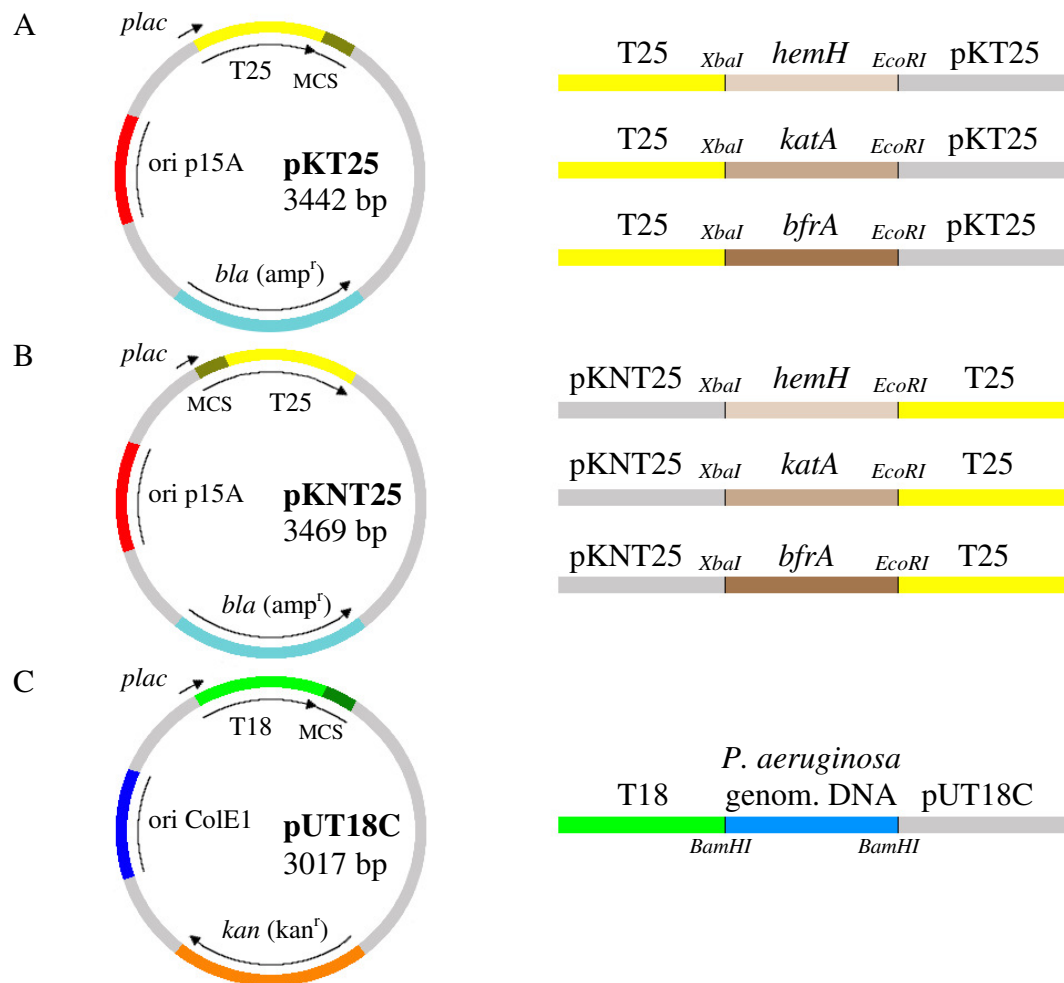 A
plac
T25
MCS
ori p15A
pKT25
3442 bp
bla (ampʳ)
T25 XbaI hemH EcoRI pKT25
T25 XbaI katA EcoRI pKT25
T25 XbaI bfrA EcoRI pKT25
B
plac
MCS
T25
ori p15A
pKNT25
3469 bp
bla (ampʳ)
pKNT25 XbaI hemH EcoRI T25
pKNT25 XbaI katA EcoRI T25
pKNT25 XbaI bfrA EcoRI T25
C
plac
T18
MCS
ori ColE1
pUT18C
3017 bp
kan (kanʳ)
P. aeruginosa
T18 genom. DNA pUT18C
BamHI BamHI